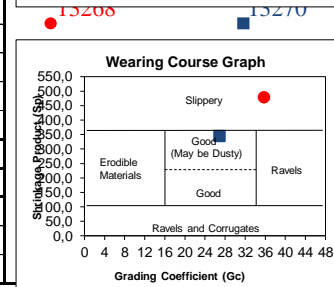 13268 13270
Wearing Course Graph
Shrinkage Product (Sp)
550,0
500,0
450,0
400,0
350,0
300,0
250,0
200,0
150,0
100,0
50,0
0,0
Slippery
Good
(May be Dusty)
Erodible
Materials
Ravels
Good
Ravels and Corrugates
0 4 8 12 16 20 24 28 32 36 40 44 48
Grading Coefficient (Gc)